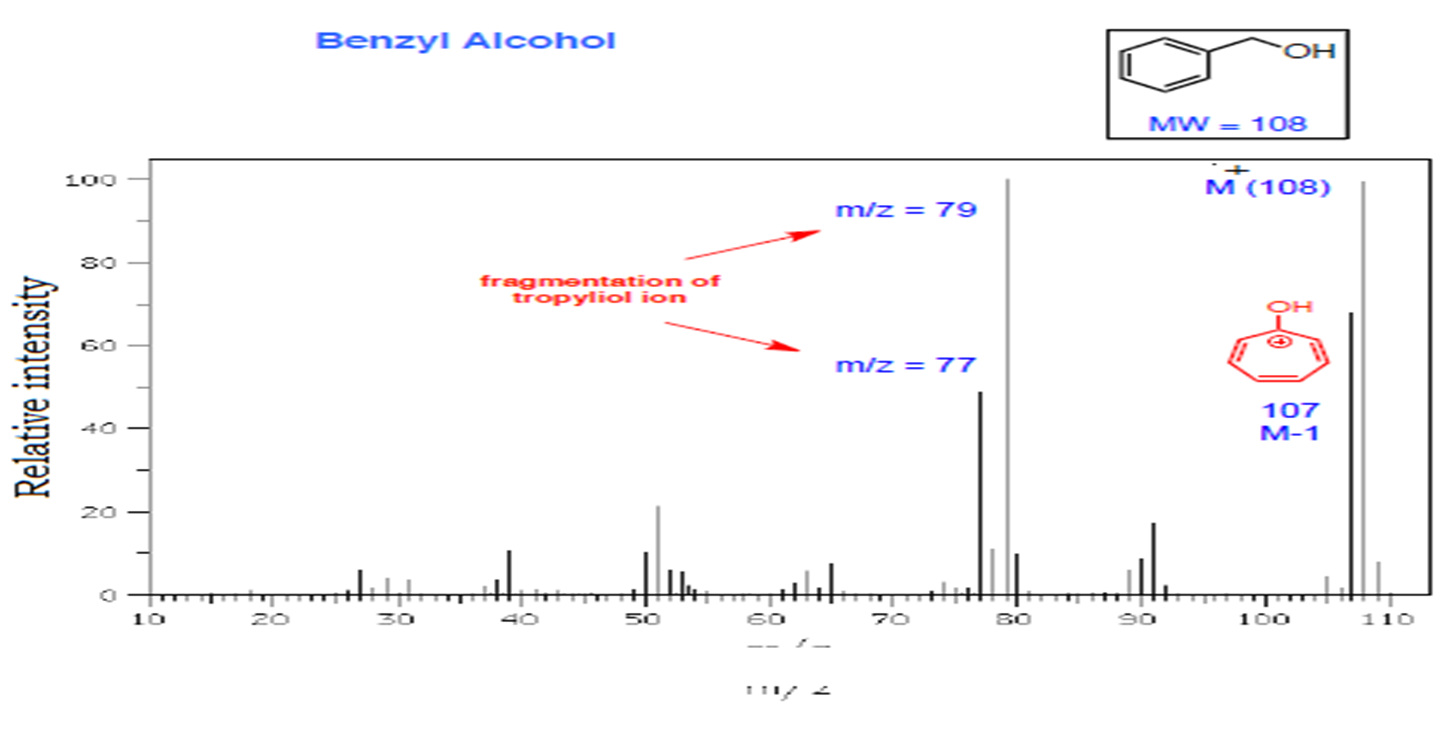 Benzyl Alcohol
OH
MW = 108
100
80
60
40
20
0
Relative intensity
m/z = 79
fragmentation of
tropyliol ion
m/z = 77
·+
M (108)
OH
+
107
M-1
10 20 30 40 50 60 70 80 90 100 110